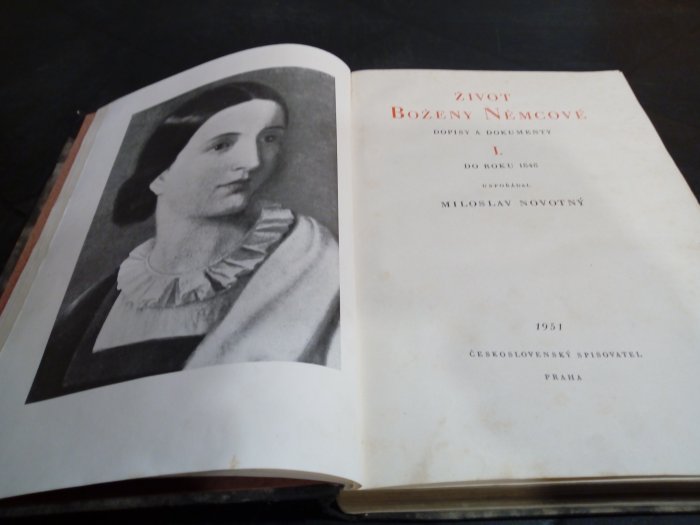 ŽIVOT
BOŽENY NĚMCOVÉ
DOPISY A DOKUMENTY
I.
DO ROKU 1848
USPOŘÁDAL
MILOSLAV NOVOTNÝ
1951
ČESKOSLOVENSKÝ SPISOVATEL
PRAHA